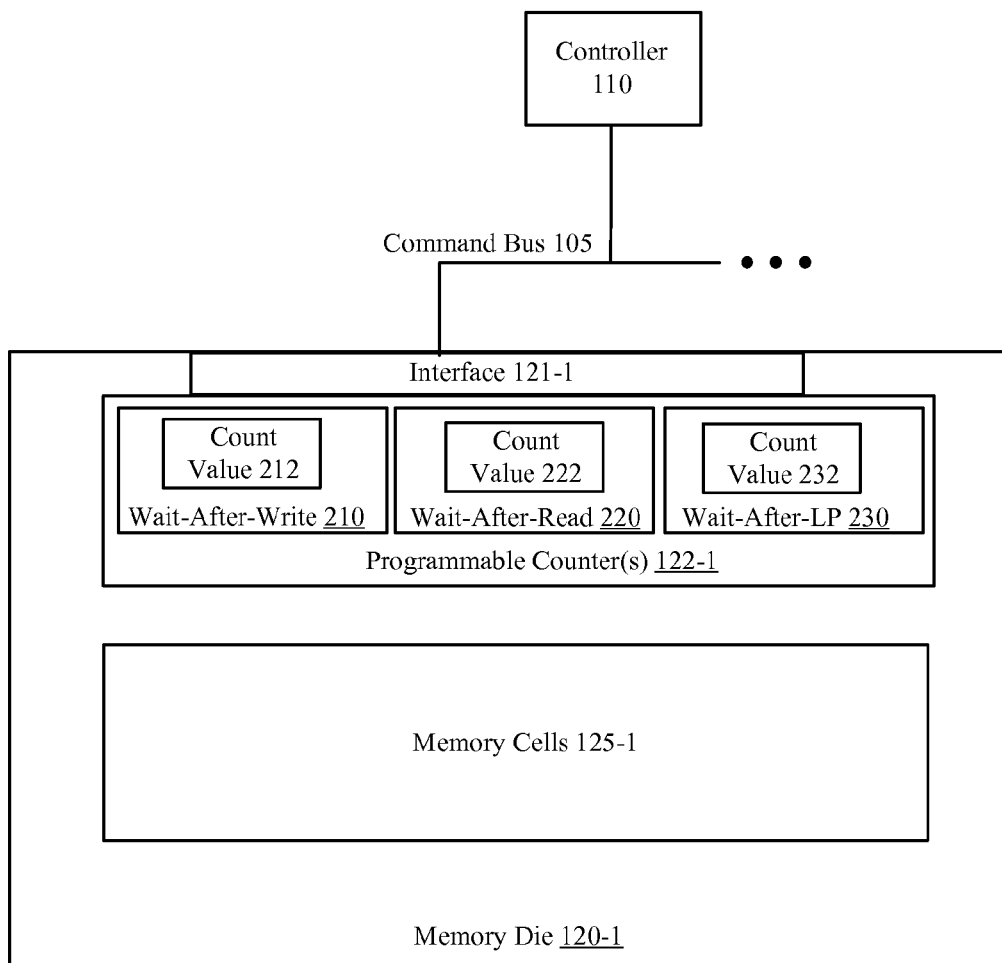 Controller
110
Command Bus 105
Interface 121-1
Count
Value 212
Count
Value 222
Count
Value 232
Wait-After-Write 210
Wait-After-Read 220
Wait-After-LP 230
Programmable Counter(s) 122-1
Memory Cells 125-1
Memory Die 120-1